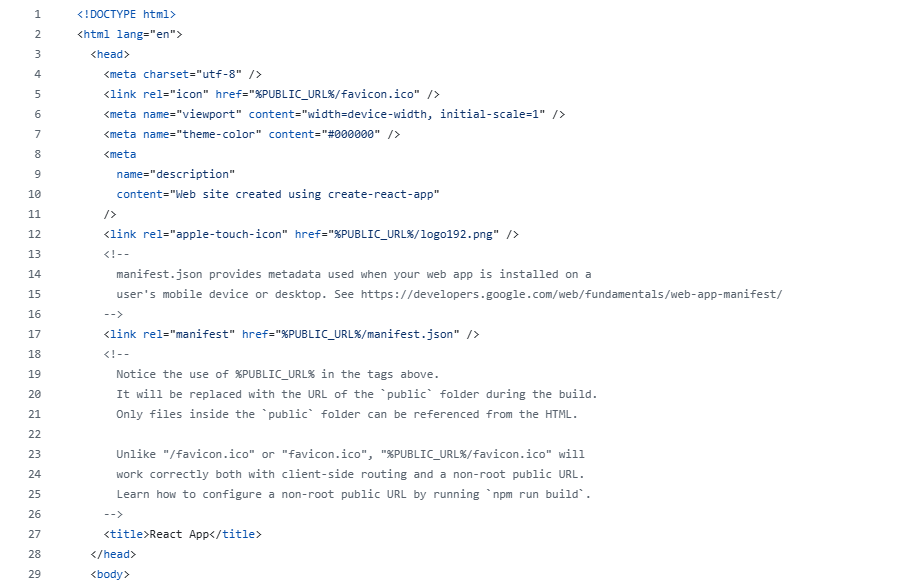 1 <!DOCTYPE html>
2 <html lang="en">
3 <head>
4 <meta charset="utf-8" />
5 <link rel="icon" href="%PUBLIC_URL%/favicon.ico" />
6 <meta name="viewport" content="width=device-width, initial-scale=1" />
7 <meta name="theme-color" content="#000000" />
8 <meta
9 name="description"
10 content="Web site created using create-react-app"
11 />
12 <link rel="apple-touch-icon" href="%PUBLIC_URL%/logo192.png" />
13 <!--
14 manifest.json provides metadata used when your web app is installed on a
15 user's mobile device or desktop. See https://developers.google.com/web/fundamentals/web-app-manifest/
16 -->
17 <link rel="manifest" href="%PUBLIC_URL%/manifest.json" />
18 <!--
19 Notice the use of %PUBLIC_URL% in the tags above.
20 It will be replaced with the URL of the `public` folder during the build.
21 Only files inside the `public` folder can be referenced from the HTML.
22
23 Unlike "/favicon.ico" or "favicon.ico", "%PUBLIC_URL%/favicon.ico" will
24 work correctly both with client-side routing and a non-root public URL.
25 Learn how to configure a non-root public URL by running `npm run build`.
26 -->
27 <title>React App</title>
28 </head>
29 <body>